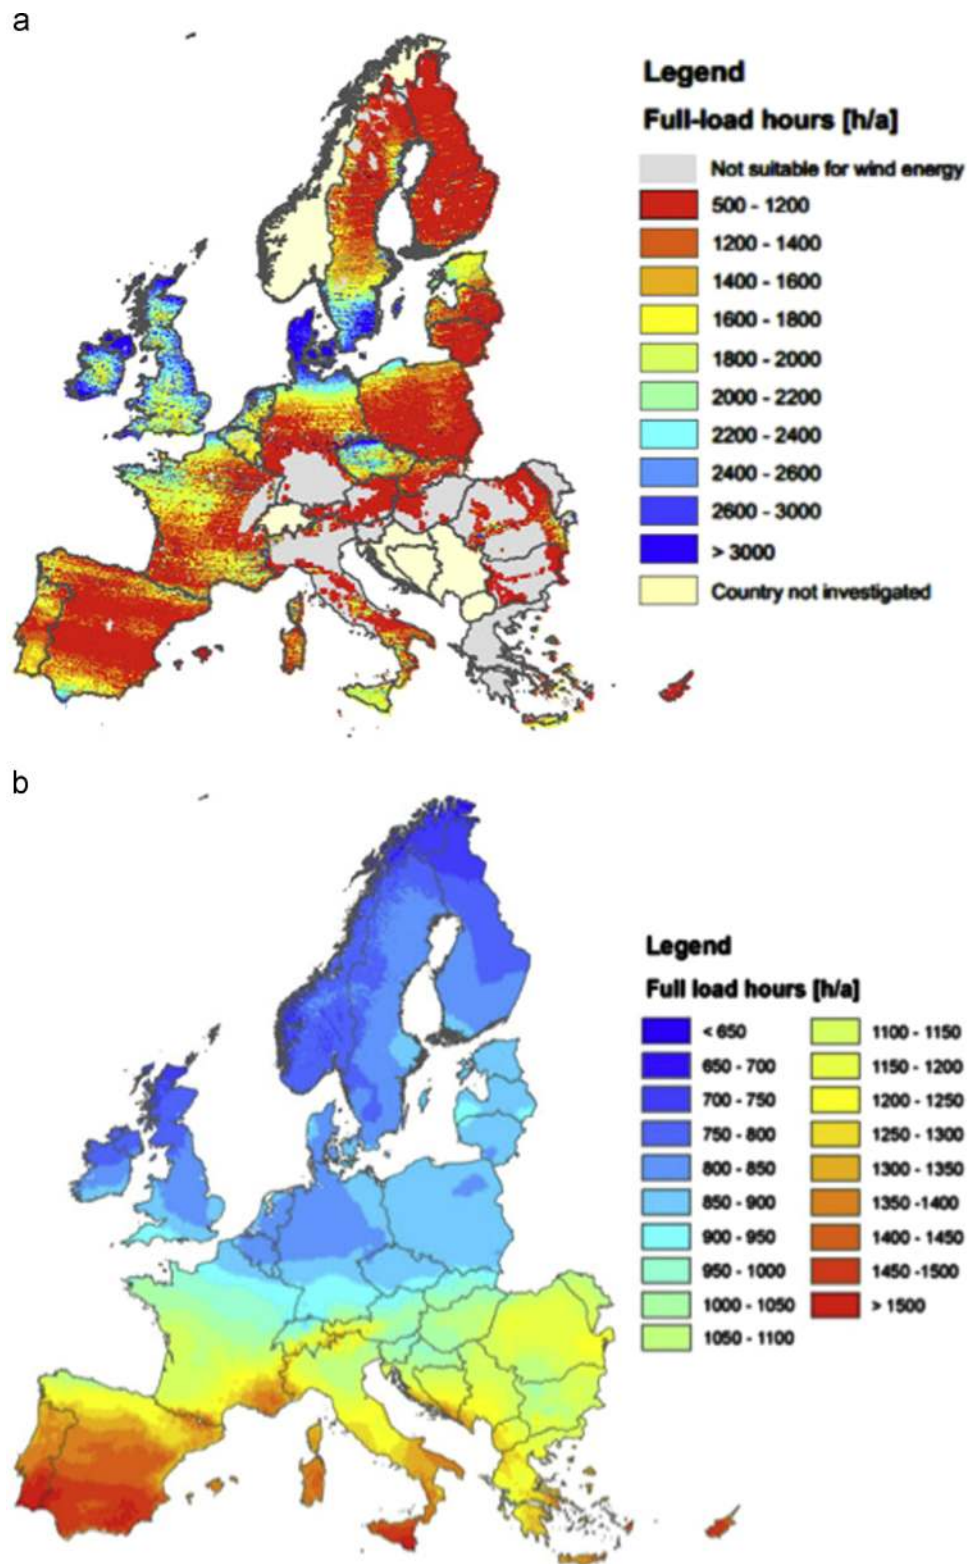 a
Legend
Full-load hours [h/a]
Not suitable for wind energy
500 - 1200
1200 - 1400
1400 - 1600
1600 - 1800
1800 - 2000
2000 - 2200
2200 - 2400
2400 - 2600
2600 - 3000
> 3000
Country not investigated
b
Legend
Full load hours [h/a]
< 650
650 - 700
700 - 750
750 - 800
800 - 850
850 - 900
900 - 950
950 - 1000
1000 - 1050
1050 - 1100
1100 - 1150
1150 - 1200
1200 - 1250
1250 - 1300
1300 - 1350
1350 -1400
1400 - 1450
1450 -1500
> 1500